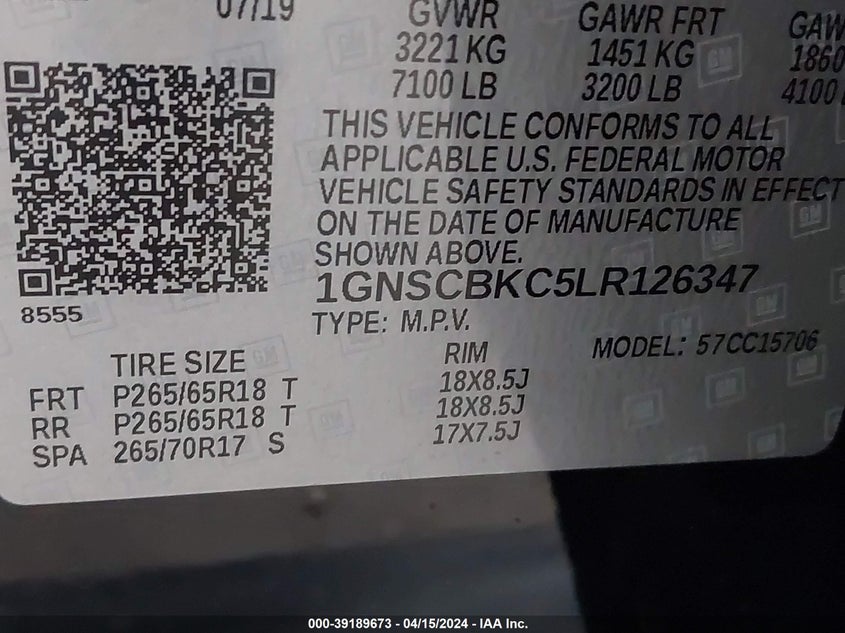 07/19
GVWR GAWR FRT GAW
3221 KG 1451 KG 1860
7100 LB 3200 LB 4100
THIS VEHICLE CONFORMS TO ALL
APPLICABLE U.S. FEDERAL MOTOR
VEHICLE SAFETY STANDARDS IN EFFECT
ON THE DATE OF MANUFACTURE
SHOWN ABOVE.
1GNSCBKC5LR126347
8555
TYPE: M.P.V.
MODEL: 57CC15706
TIRE SIZE RIM
FRT P265/65R18 T 18X8.5J
RR P265/65R18 T 18X8.5J
SPA 265/70R17 S 17X7.5J
000-39189673 - 04/15/2024 - IAA Inc.